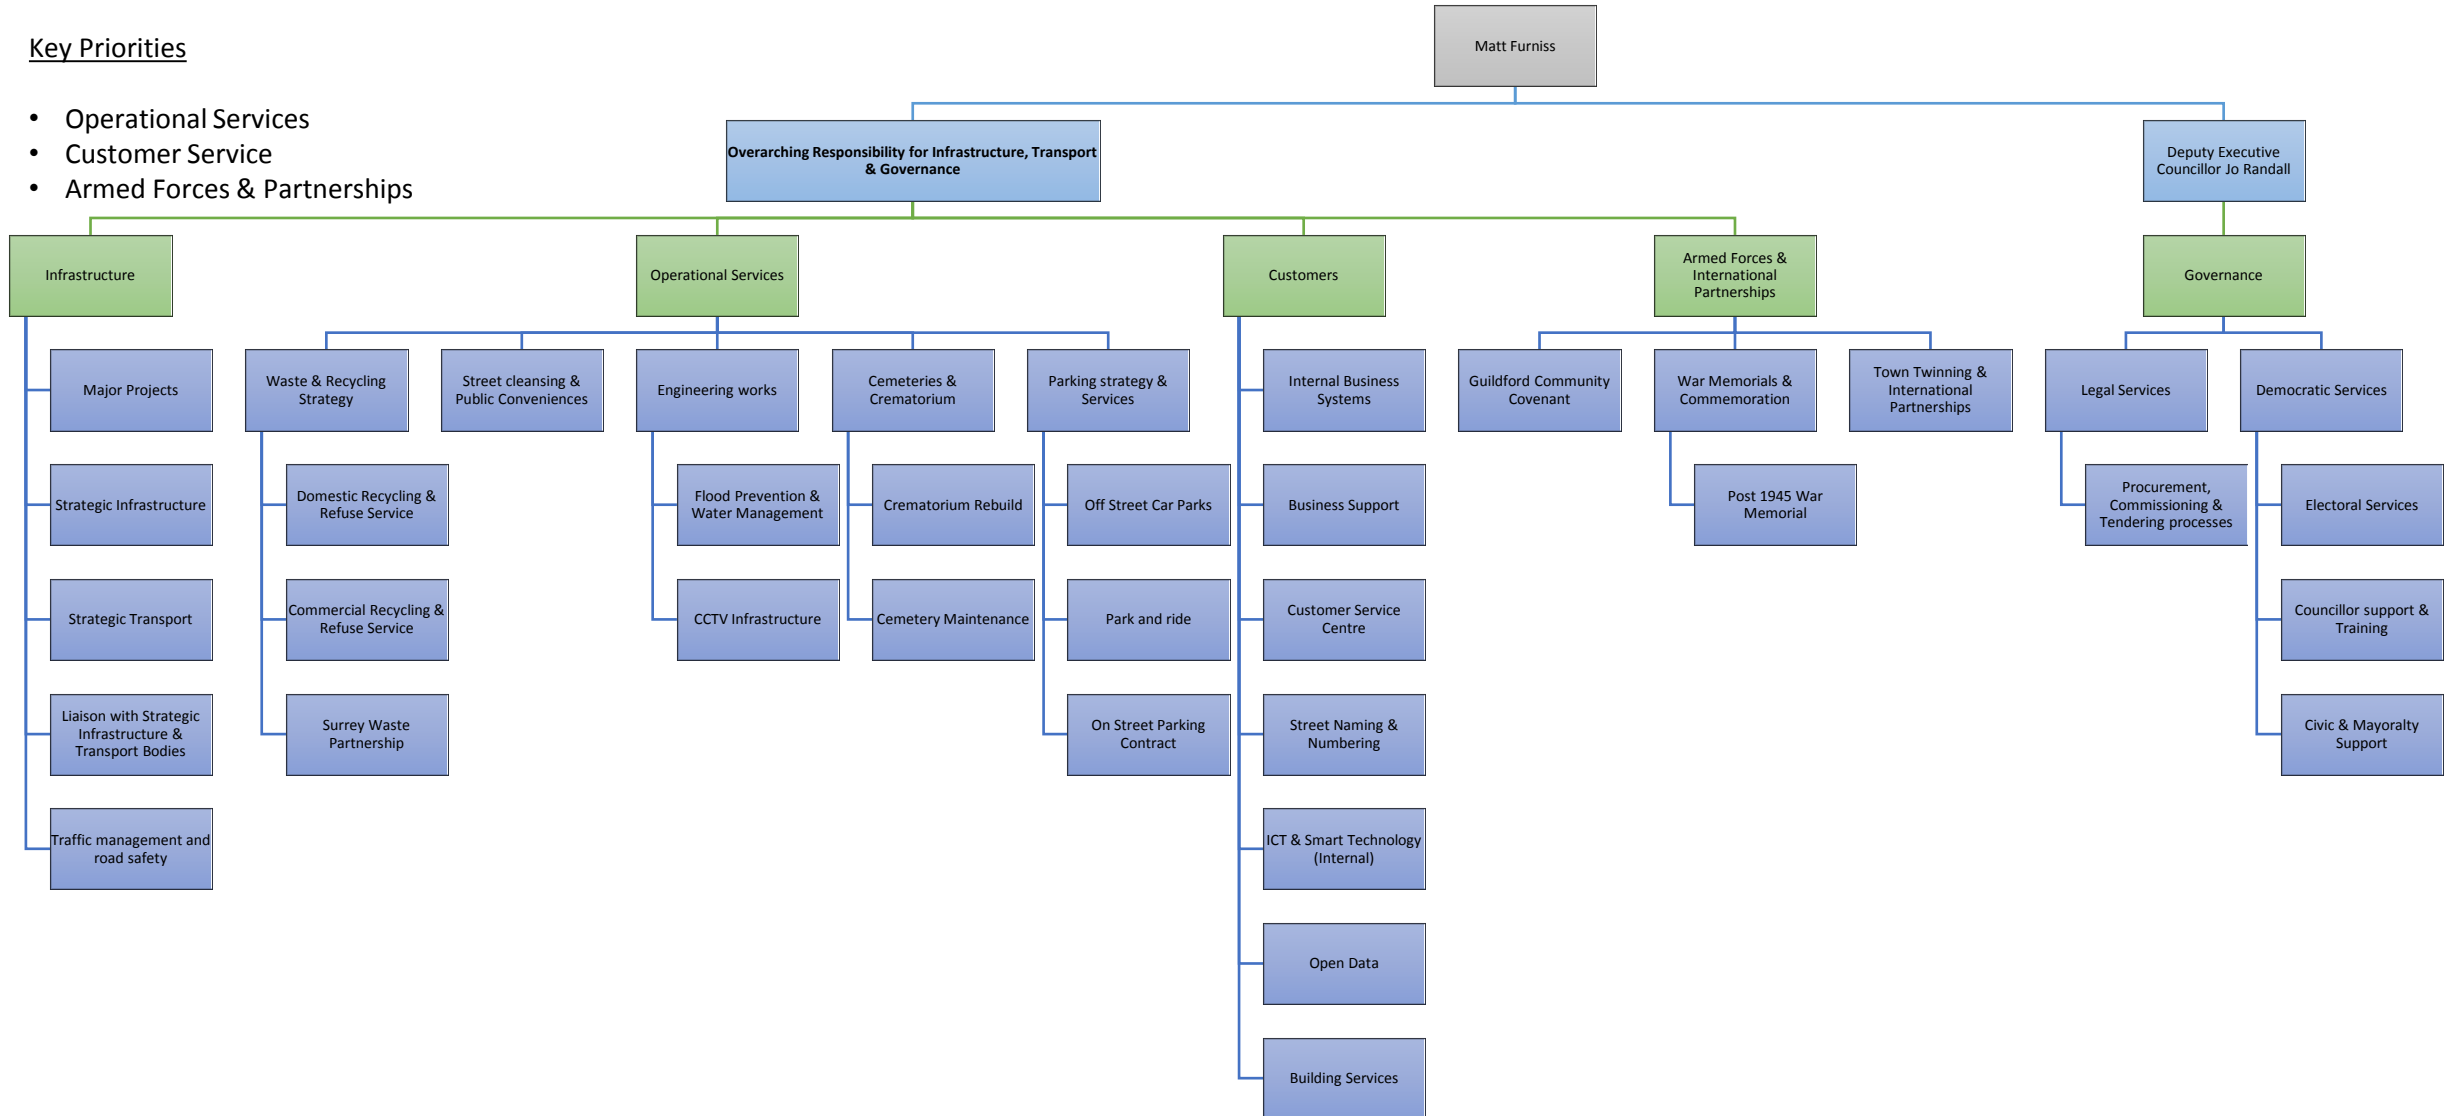 Key Priorities
• Operational Services
• Customer Service
• Armed Forces & Partnerships
Matt Furniss
Overarching Responsibility for Infrastructure, Transport
& Governance
Deputy Executive
Councillor Jo Randall
Infrastructure
Operational Services
Customers
Armed Forces &
International
Partnerships
Governance
Major Projects
Strategic Infrastructure
Strategic Transport
Liaison with Strategic
Infrastructure &
Transport Bodies
Traffic management and
road safety
Waste & Recycling
Strategy
Domestic Recycling &
Refuse Service
Commercial Recycling &
Refuse Service
Surrey Waste
Partnership
Street cleansing &
Public Conveniences
Engineering works
Flood Prevention &
Water Management
CCTV Infrastructure
Cemeteries &
Crematorium
Crematorium Rebuild
Cemetery Maintenance
Parking strategy &
Services
Off Street Car Parks
Park and ride
On Street Parking
Contract
Internal Business
Systems
Business Support
Customer Service
Centre
Street Naming &
Numbering
ICT & Smart Technology
(Internal)
Open Data
Building Services
Guildford Community
Covenant
War Memorials &
Commemoration
Post 1945 War
Memorial
Town Twinning &
International
Partnerships
Legal Services
Procurement,
Commissioning &
Tendering processes
Democratic Services
Electoral Services
Councillor support &
Training
Civic & Mayoralty
Support